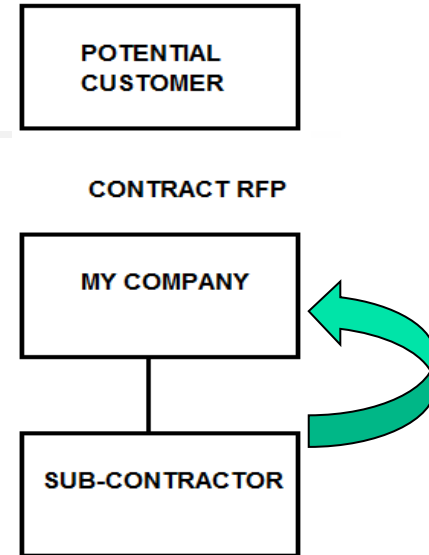 POTENTIAL
CUSTOMER
CONTRACT RFP
MY COMPANY
SUB-CONTRACTOR